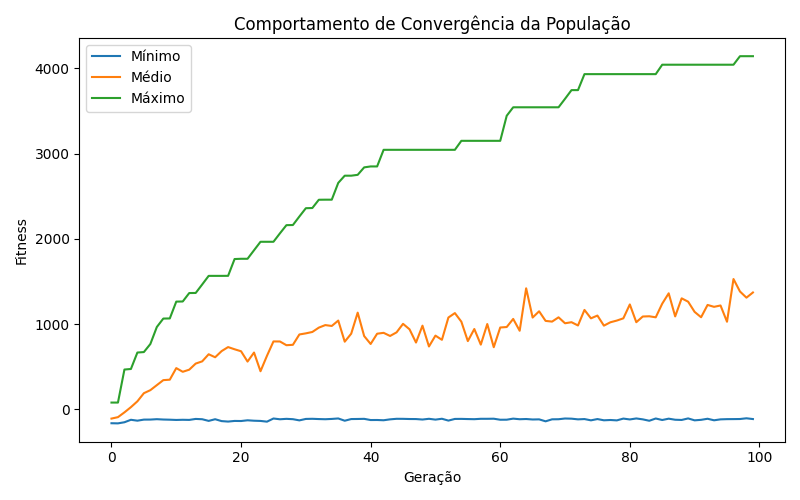 Comportamento de Convergência da População
Mínimo
Médio
Máximo
Fitness
4000
3000
2000
1000
0
0 20 40 60 80 100
Geração